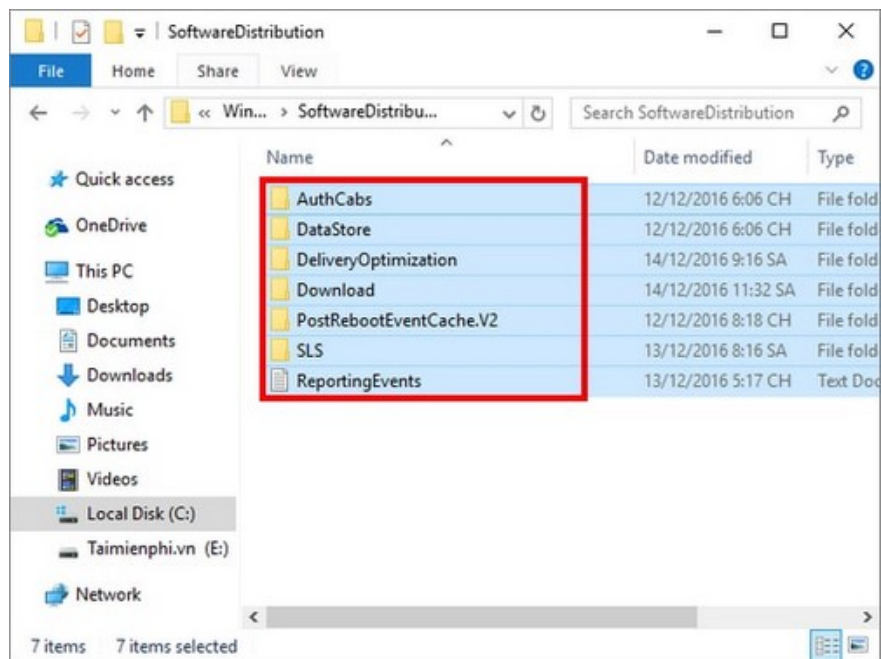 SoftwareDistribution
File Home Share View
« Win... > SoftwareDistribu...
Search SoftwareDistribution
Name Date modified Type
Quick access
OneDrive
This PC
Desktop
Documents
Downloads
Music
Pictures
Videos
Local Disk (C:)
Taimienphi.vn (E:)
Network
AuthCabs 12/12/2016 6:06 CH File fold
DataStore 12/12/2016 6:06 CH File fold
DeliveryOptimization 14/12/2016 9:16 SA File fold
Download 14/12/2016 11:32 SA File fold
PostRebootEventCache.V2 12/12/2016 8:18 CH File fold
SLS 13/12/2016 8:16 SA File fold
ReportingEvents 13/12/2016 5:17 CH Text Doc
7 items 7 items selected